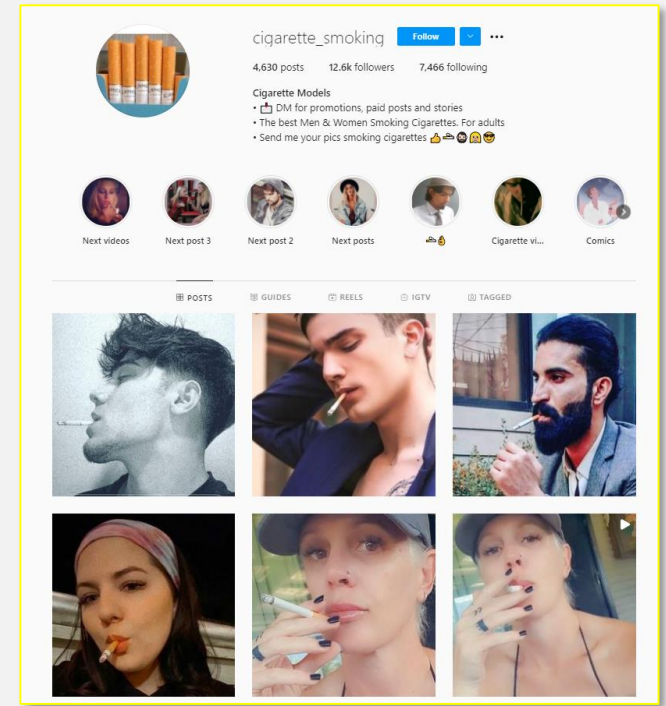 cigarette_smoking Follow
4,630 posts 12.6k followers 7,466 following
Cigarette Models
• 📩 DM for promotions, paid posts and stories
• The best Men & Women Smoking Cigarettes. For adults
• Send me your pics smoking cigarettes 👍🚬🧔👱😎
Next videos Next post 3 Next post 2 Next posts 🚬👌 Cigarette vi... Comics
POSTS GUIDES REELS IGTV TAGGED